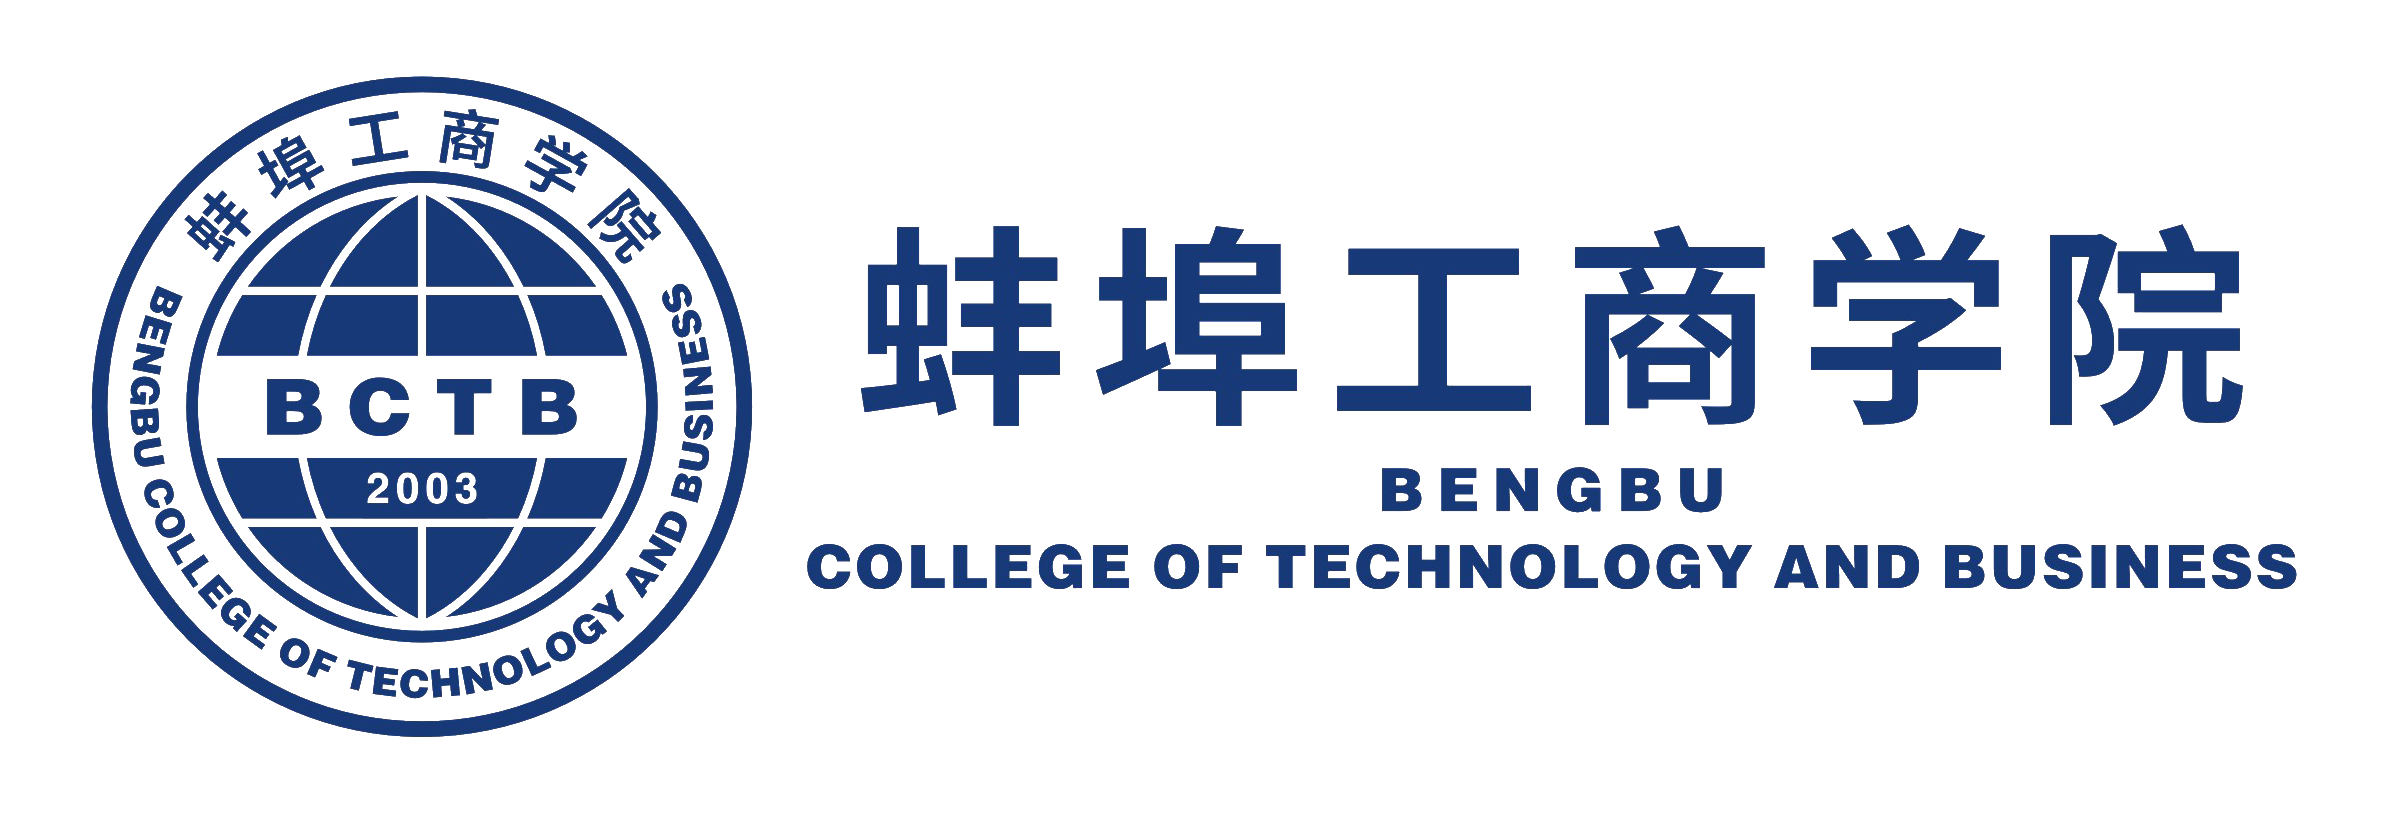 蚌埠工商学院
BENGBU COLLEGE OF TECHNOLOGY AND BUSINESS
BCTB
2003
蚌埠工商学院
BENGBU
COLLEGE OF TECHNOLOGY AND BUSINESS